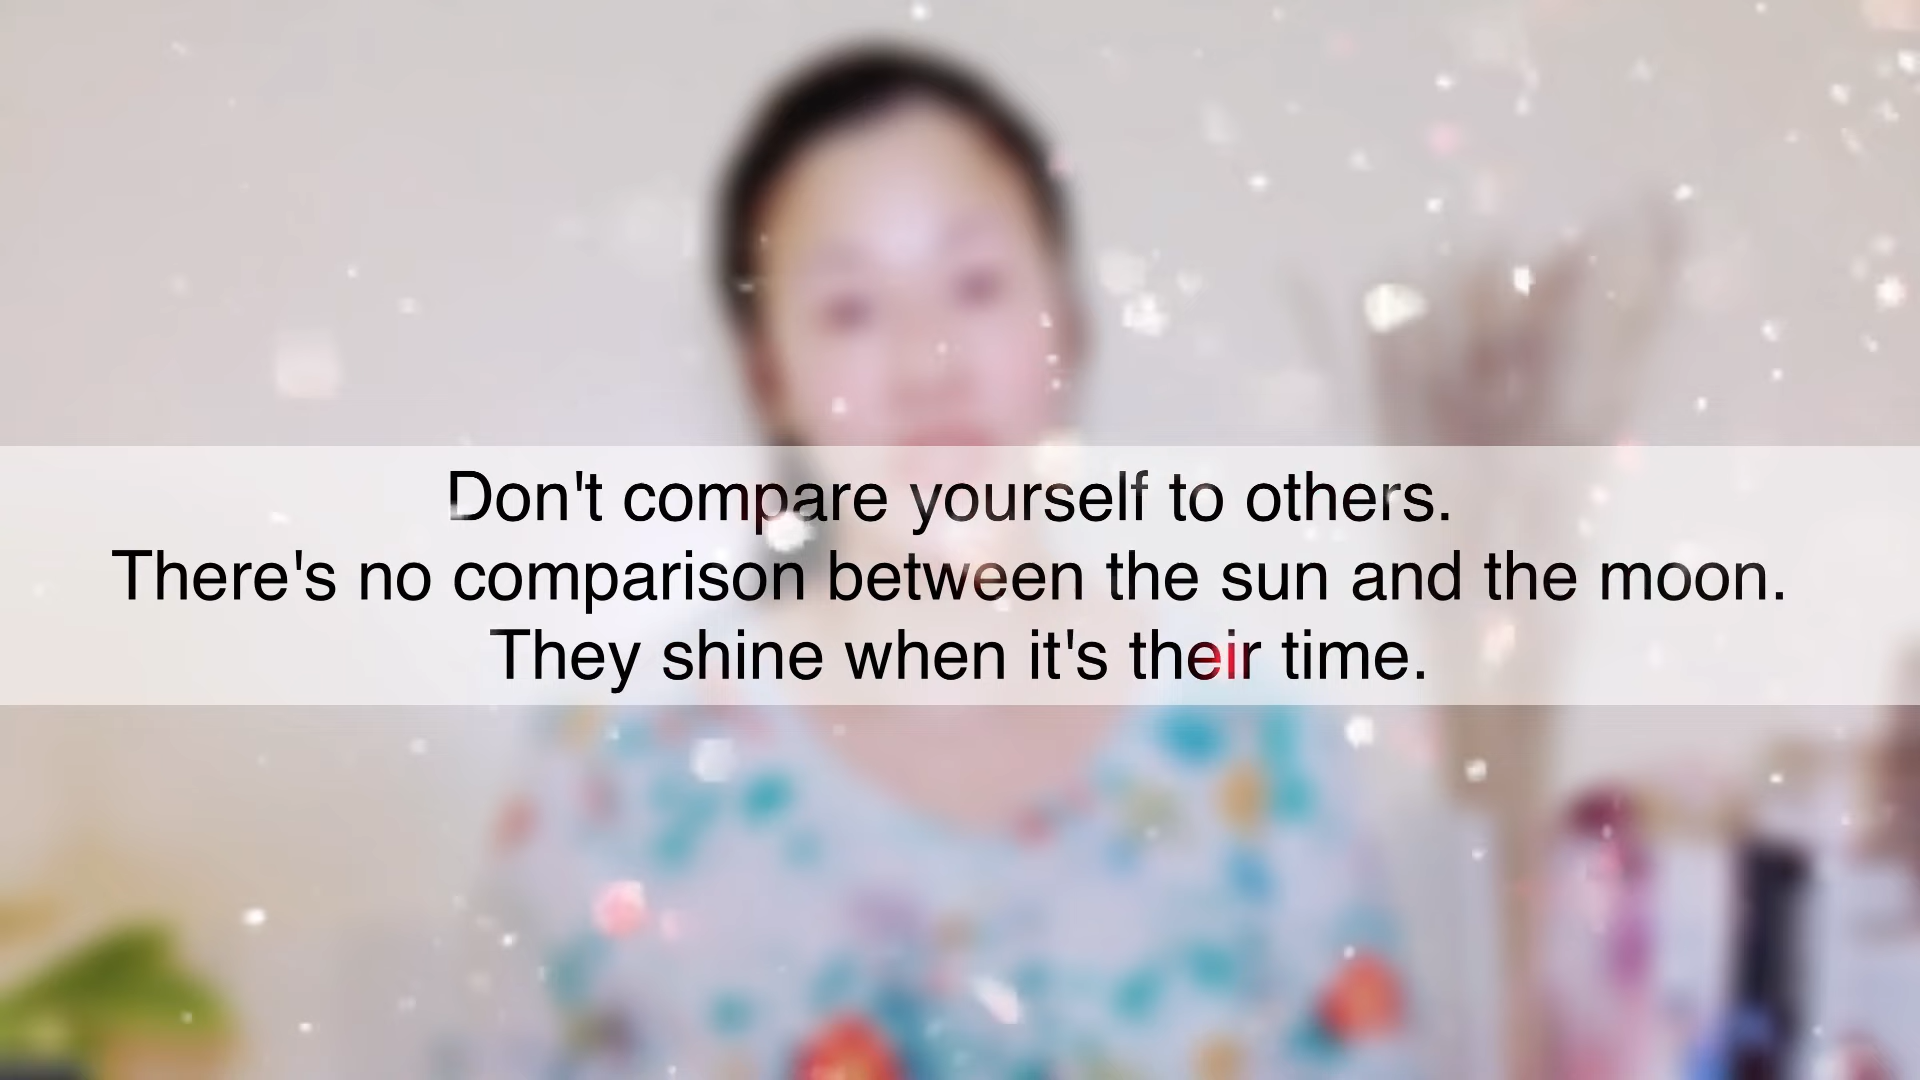 Don't compare yourself to others.
There's no comparison between the sun and the moon.
They shine when it's their time.